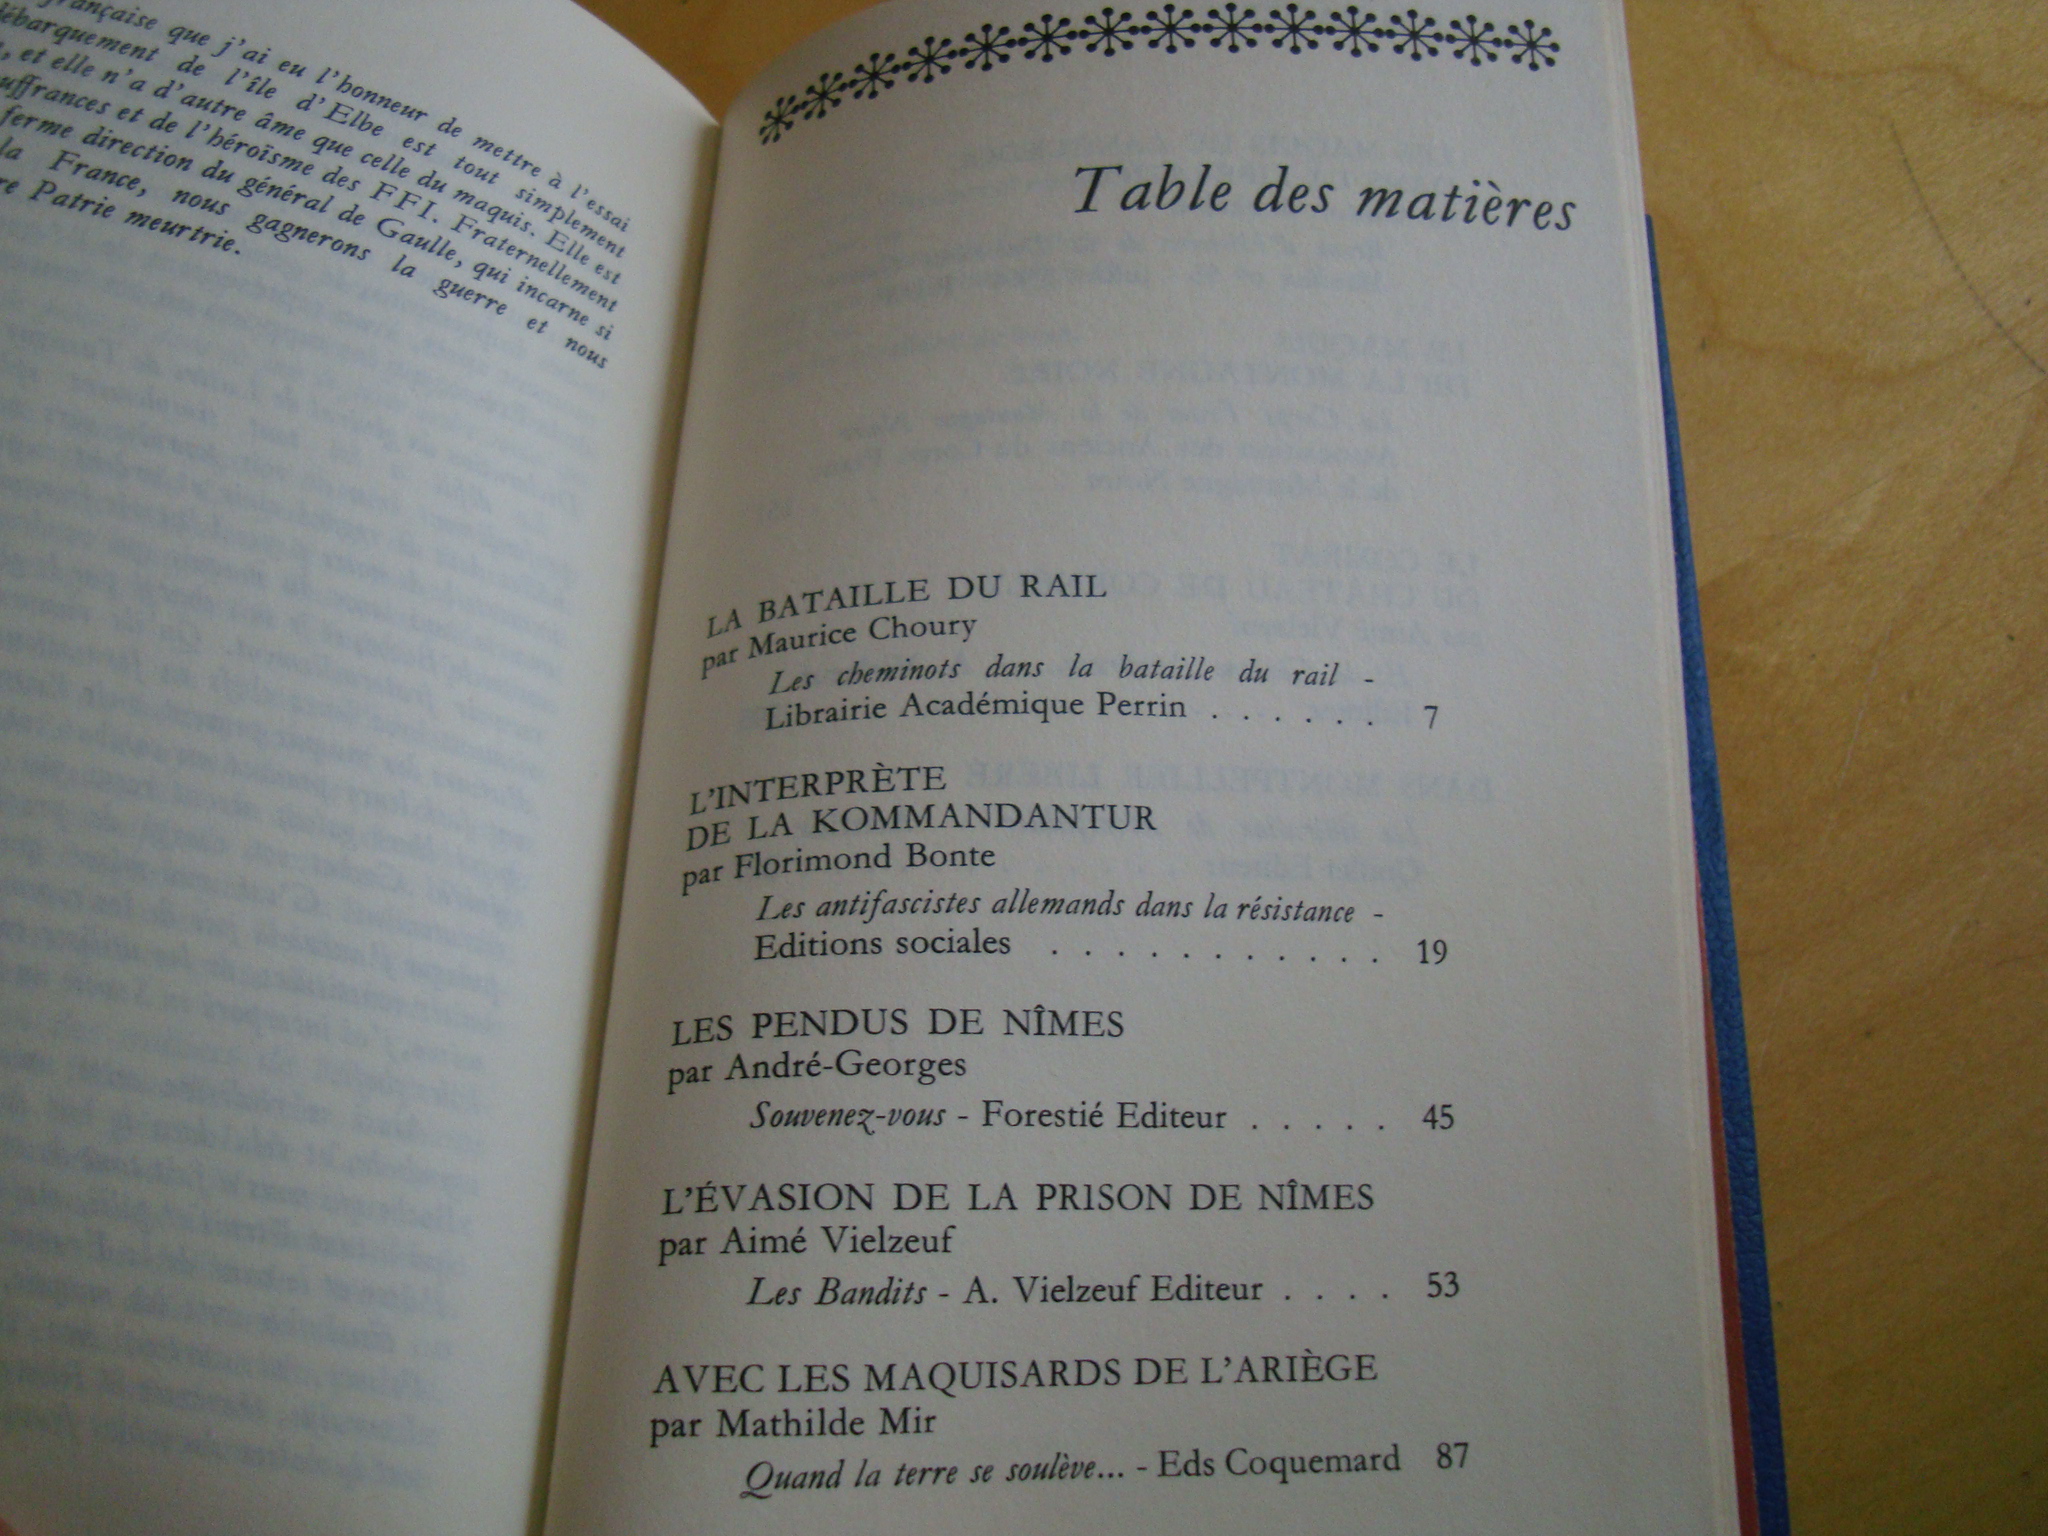 française que j'ai eu l'honneur de mettre à l'essai
débarquement de l'île d'Elbe est tout simplement
et elle n'a d'autre âme que celle du maquis. Elle est
et de l'héroïsme des FFI. Fraternellement
ferme direction du général de Gaulle, qui incarne si
la France, nous gagnerons la guerre et nous
Patrie meurtrie.
Table des matières
LA BATAILLE DU RAIL
par Maurice Choury
Les cheminots dans la bataille du rail -
Librairie Académique Perrin . . . . . . 7
L'INTERPRÈTE
DE LA KOMMANDANTUR
par Florimond Bonte
Les antifascistes allemands dans la résistance -
Editions sociales . . . . . . . . . . . 19
LES PENDUS DE NÎMES
par André-Georges
Souvenez-vous - Forestié Editeur . . . . . 45
L'ÉVASION DE LA PRISON DE NÎMES
par Aimé Vielzeuf
Les Bandits - A. Vielzeuf Editeur . . . . 53
AVEC LES MAQUISARDS DE L'ARIÈGE
par Mathilde Mir
Quand la terre se soulève... - Eds Coquemard 87